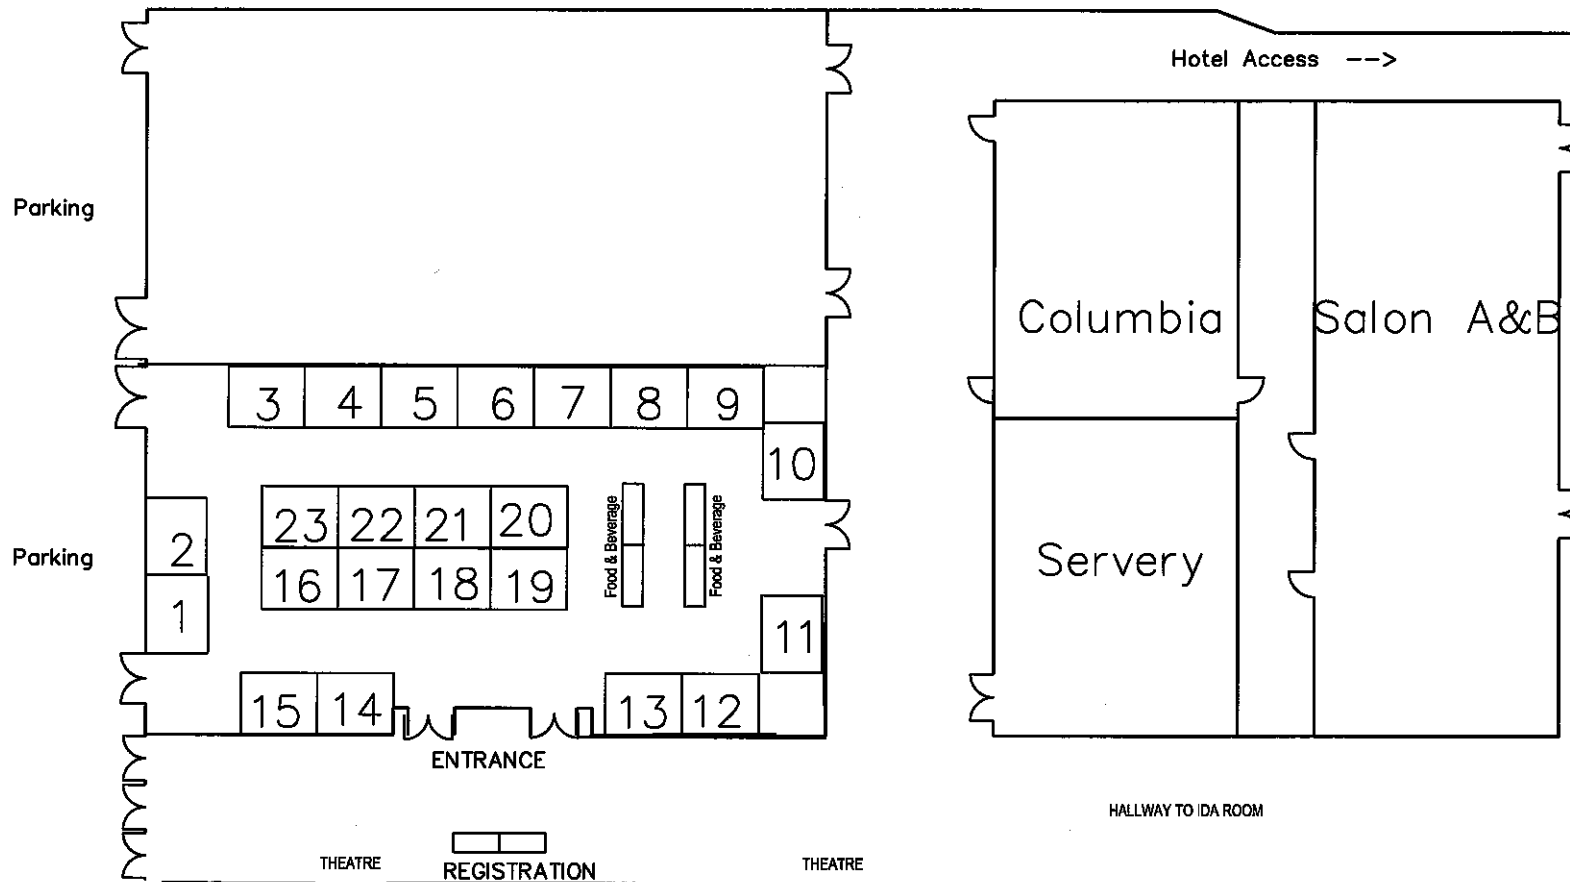 Hotel Access -->
Parking
Columbia
Salon A&B
3 4 5 6 7 8 9
10
23 22 21 20
Food & Beverage
Food & Beverage
2
Parking
Servery
16 17 18 19
1
11
15 14
13 12
ENTRANCE
HALLWAY TO IDA ROOM
THEATRE
REGISTRATION
THEATRE